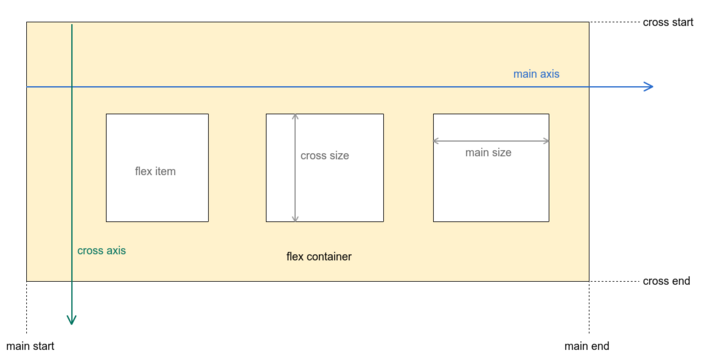 cross start
main axis
cross size
main size
flex item
cross axis
flex container
cross end
main start
main end